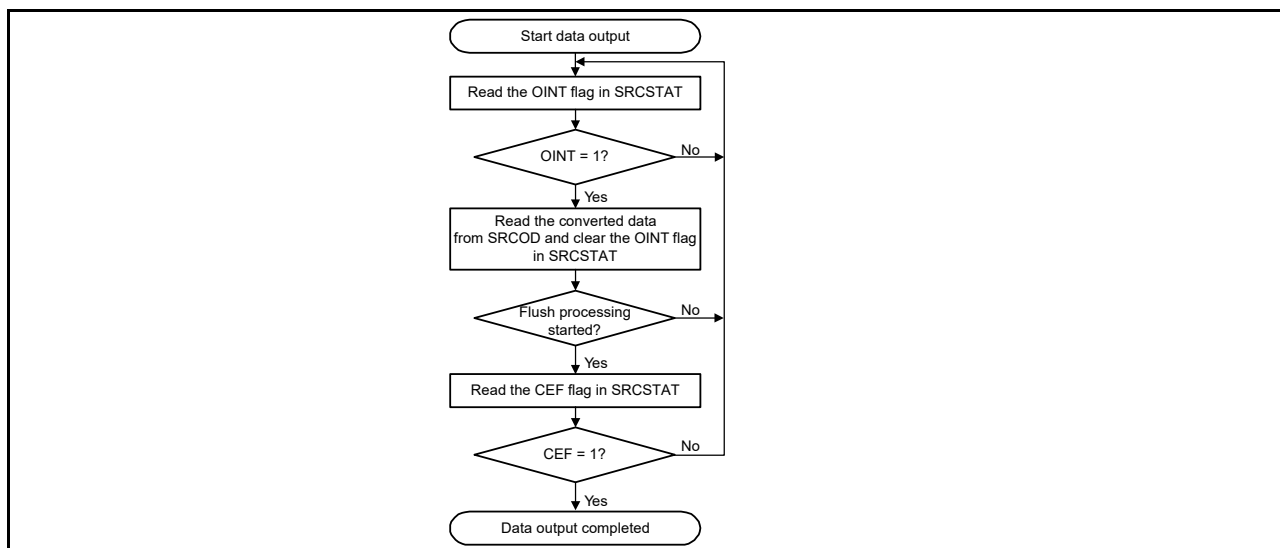 Start data output
Read the OINT flag in SRCSTAT
OINT = 1?
No
Yes
Read the converted data
from SRCOD and clear the OINT flag
in SRCSTAT
Flush processing
started?
No
Yes
Read the CEF flag in SRCSTAT
CEF = 1?
No
Yes
Data output completed